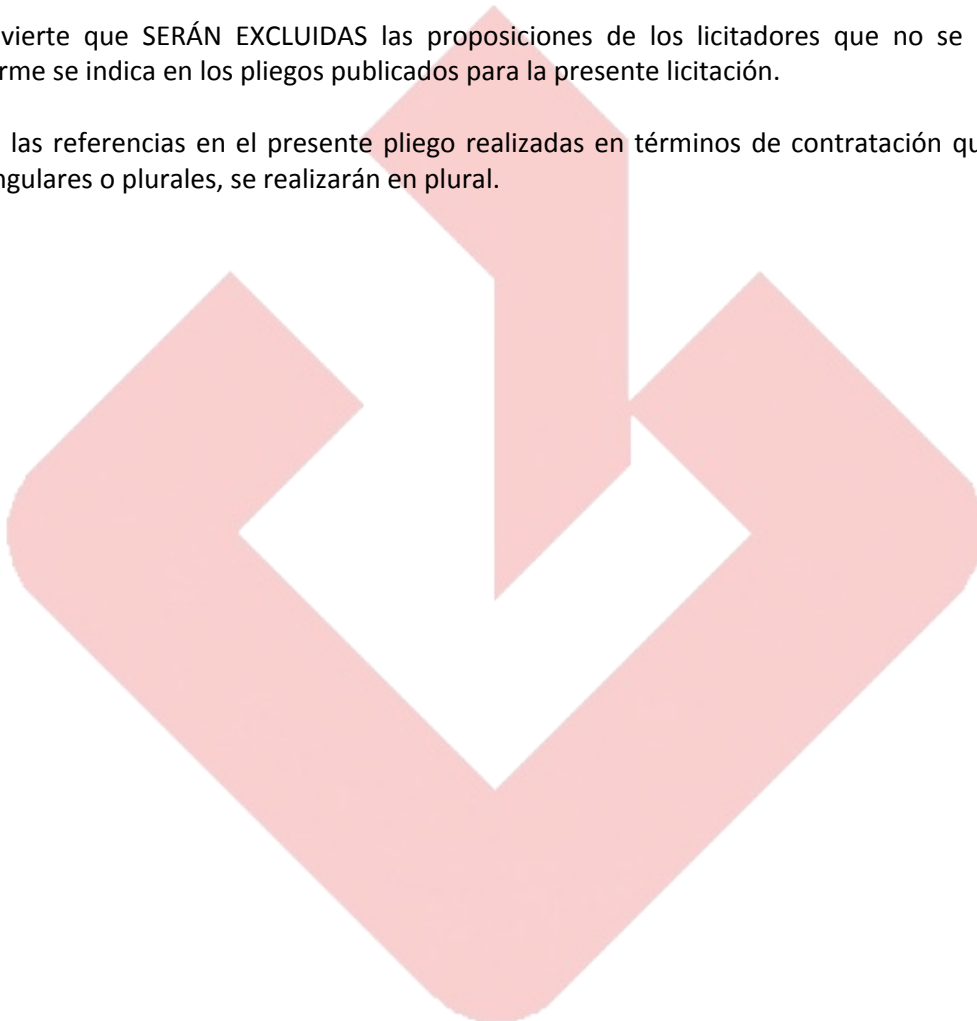 vierte que SERÁN EXCLUIDAS las proposiciones de los licitadores que no se
rme se indica en los pliegos publicados para la presente licitación.
las referencias en el presente pliego realizadas en términos de contratación qu
ngulares o plurales, se realizarán en plural.